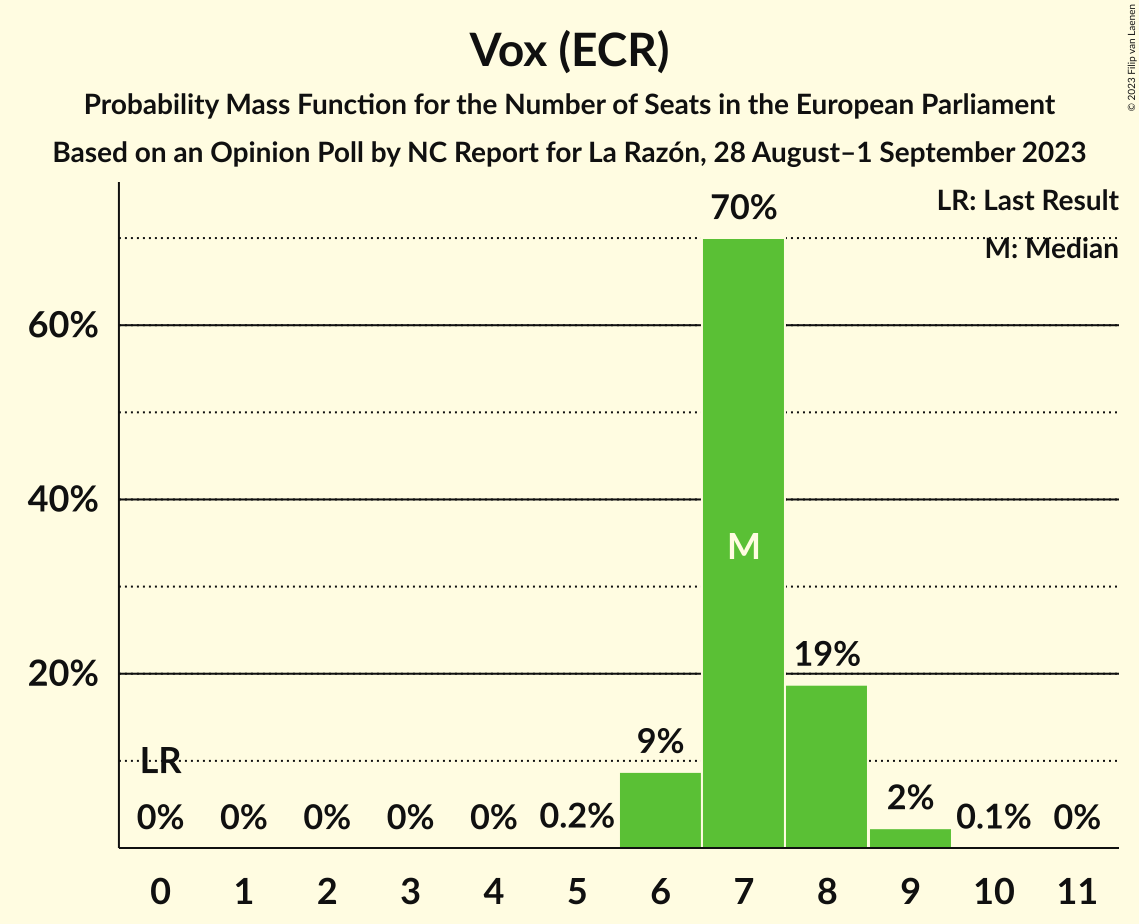 Vox (ECR)
Probability Mass Function for the Number of Seats in the European Parliament
Based on an Opinion Poll by NC Report for La Razón, 28 August–1 September 2023
© 2023 Filip van Laenen
LR: Last Result
M: Median
70%
60%
40%
M
20%
19%
LR
9%
0%
0%
0%
0%
0%
0.2%
2%
0.1%
0%
0 1 2 3 4 5 6 7 8 9 10 11